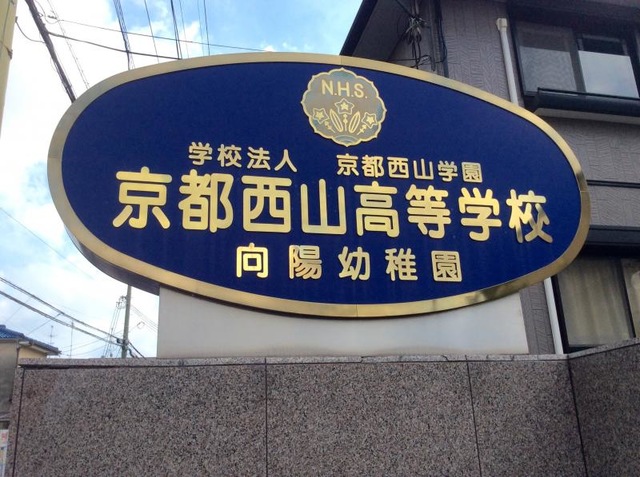 N.H.S.
学校法人 京都西山学園
京都西山高等学校
向陽幼稚園